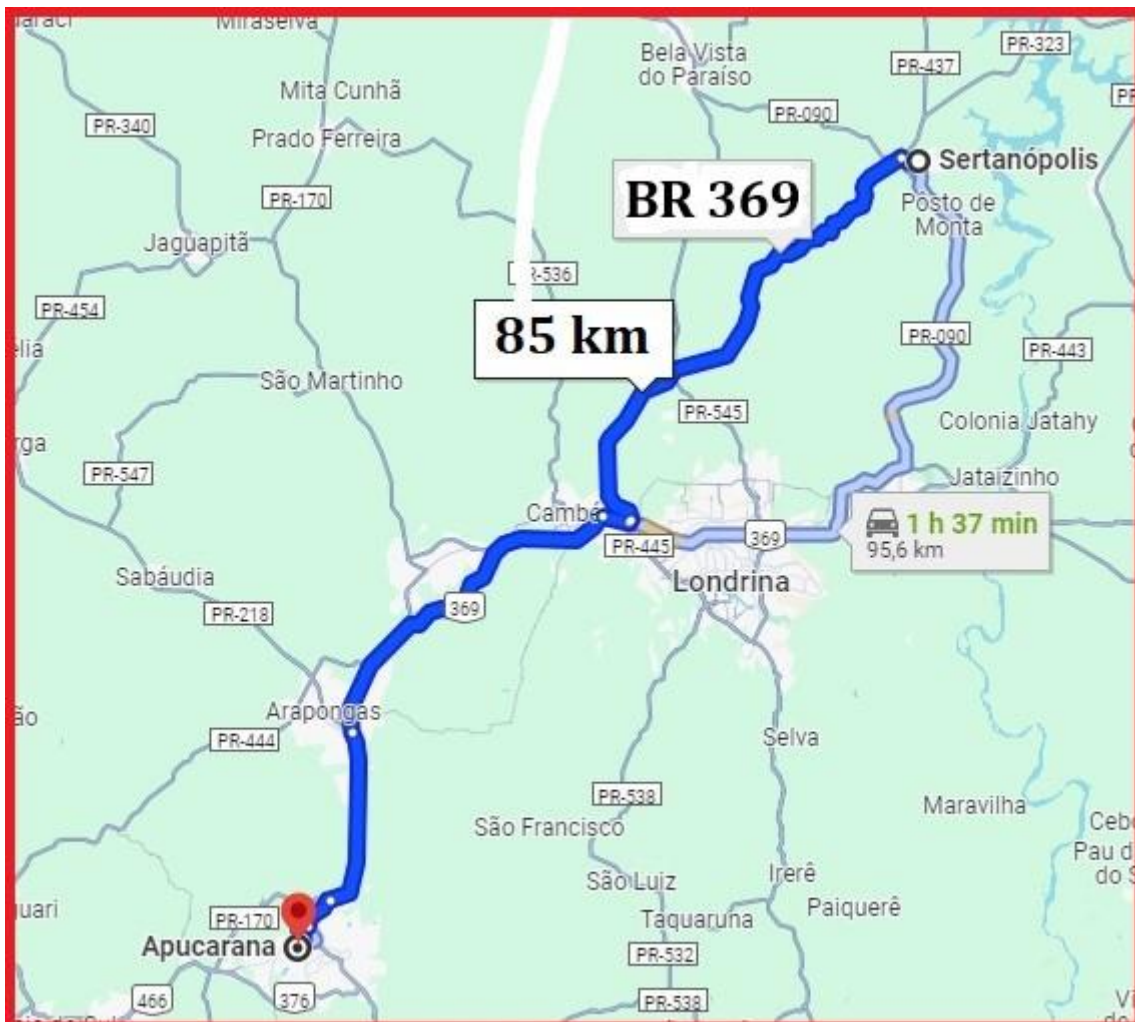 Miraselva
Bela Vista
do Paraíso
PR-323
PR-437
Mita Cunhã
PR-090
PR-340
Prado Ferreira
Sertanópolis
PR-170
BR 369
Posto de
Monta
Jaguapitã
PR-536
PR-454
85 km
PR-090
PR-443
São Martinho
PR-545
Colonia Jatahy
PR-547
Jataizinho
Cambé
1 h 37 min
95,6 km
PR-445
369
Sabáudia
Londrina
PR-218
369
Arapongas
PR-444
Selva
PR-538
Maravilha
São Francisco
Pau d
do S
São Luiz
Irerê
PR-170
Taquaruna
Paiquerê
Apucarana
PR-532
466
376
PR-538